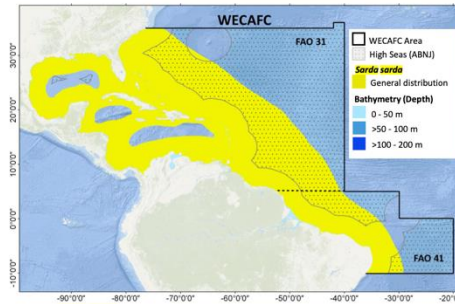 WECAFC
FAO 31
WECAFC Area
High Seas (ABNJ)
Sarda sarda
General distribution
Bathymetry (Depth)
0 - 50 m
>50 - 100 m
>100 - 200 m
FAO 41
30°0'0"
20°0'0"
10°0'0"
0°0'0"
-10°0'0"
-90°0'0" -80°0'0" -70°0'0" -60°0'0" -50°0'0" -40°0'0" -30°0'0" -20°0'0"